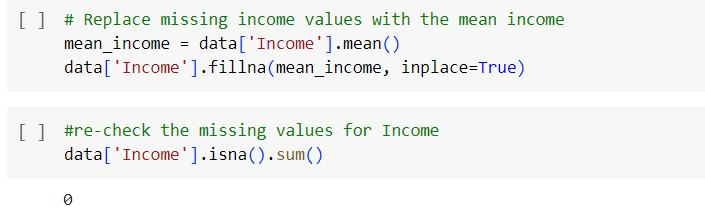 [ ] # Replace missing income values with the mean income
mean_income = data['Income'].mean()
data['Income'].fillna(mean_income, inplace=True)
[ ] #re-check the missing values for Income
data['Income'].isna().sum()
0